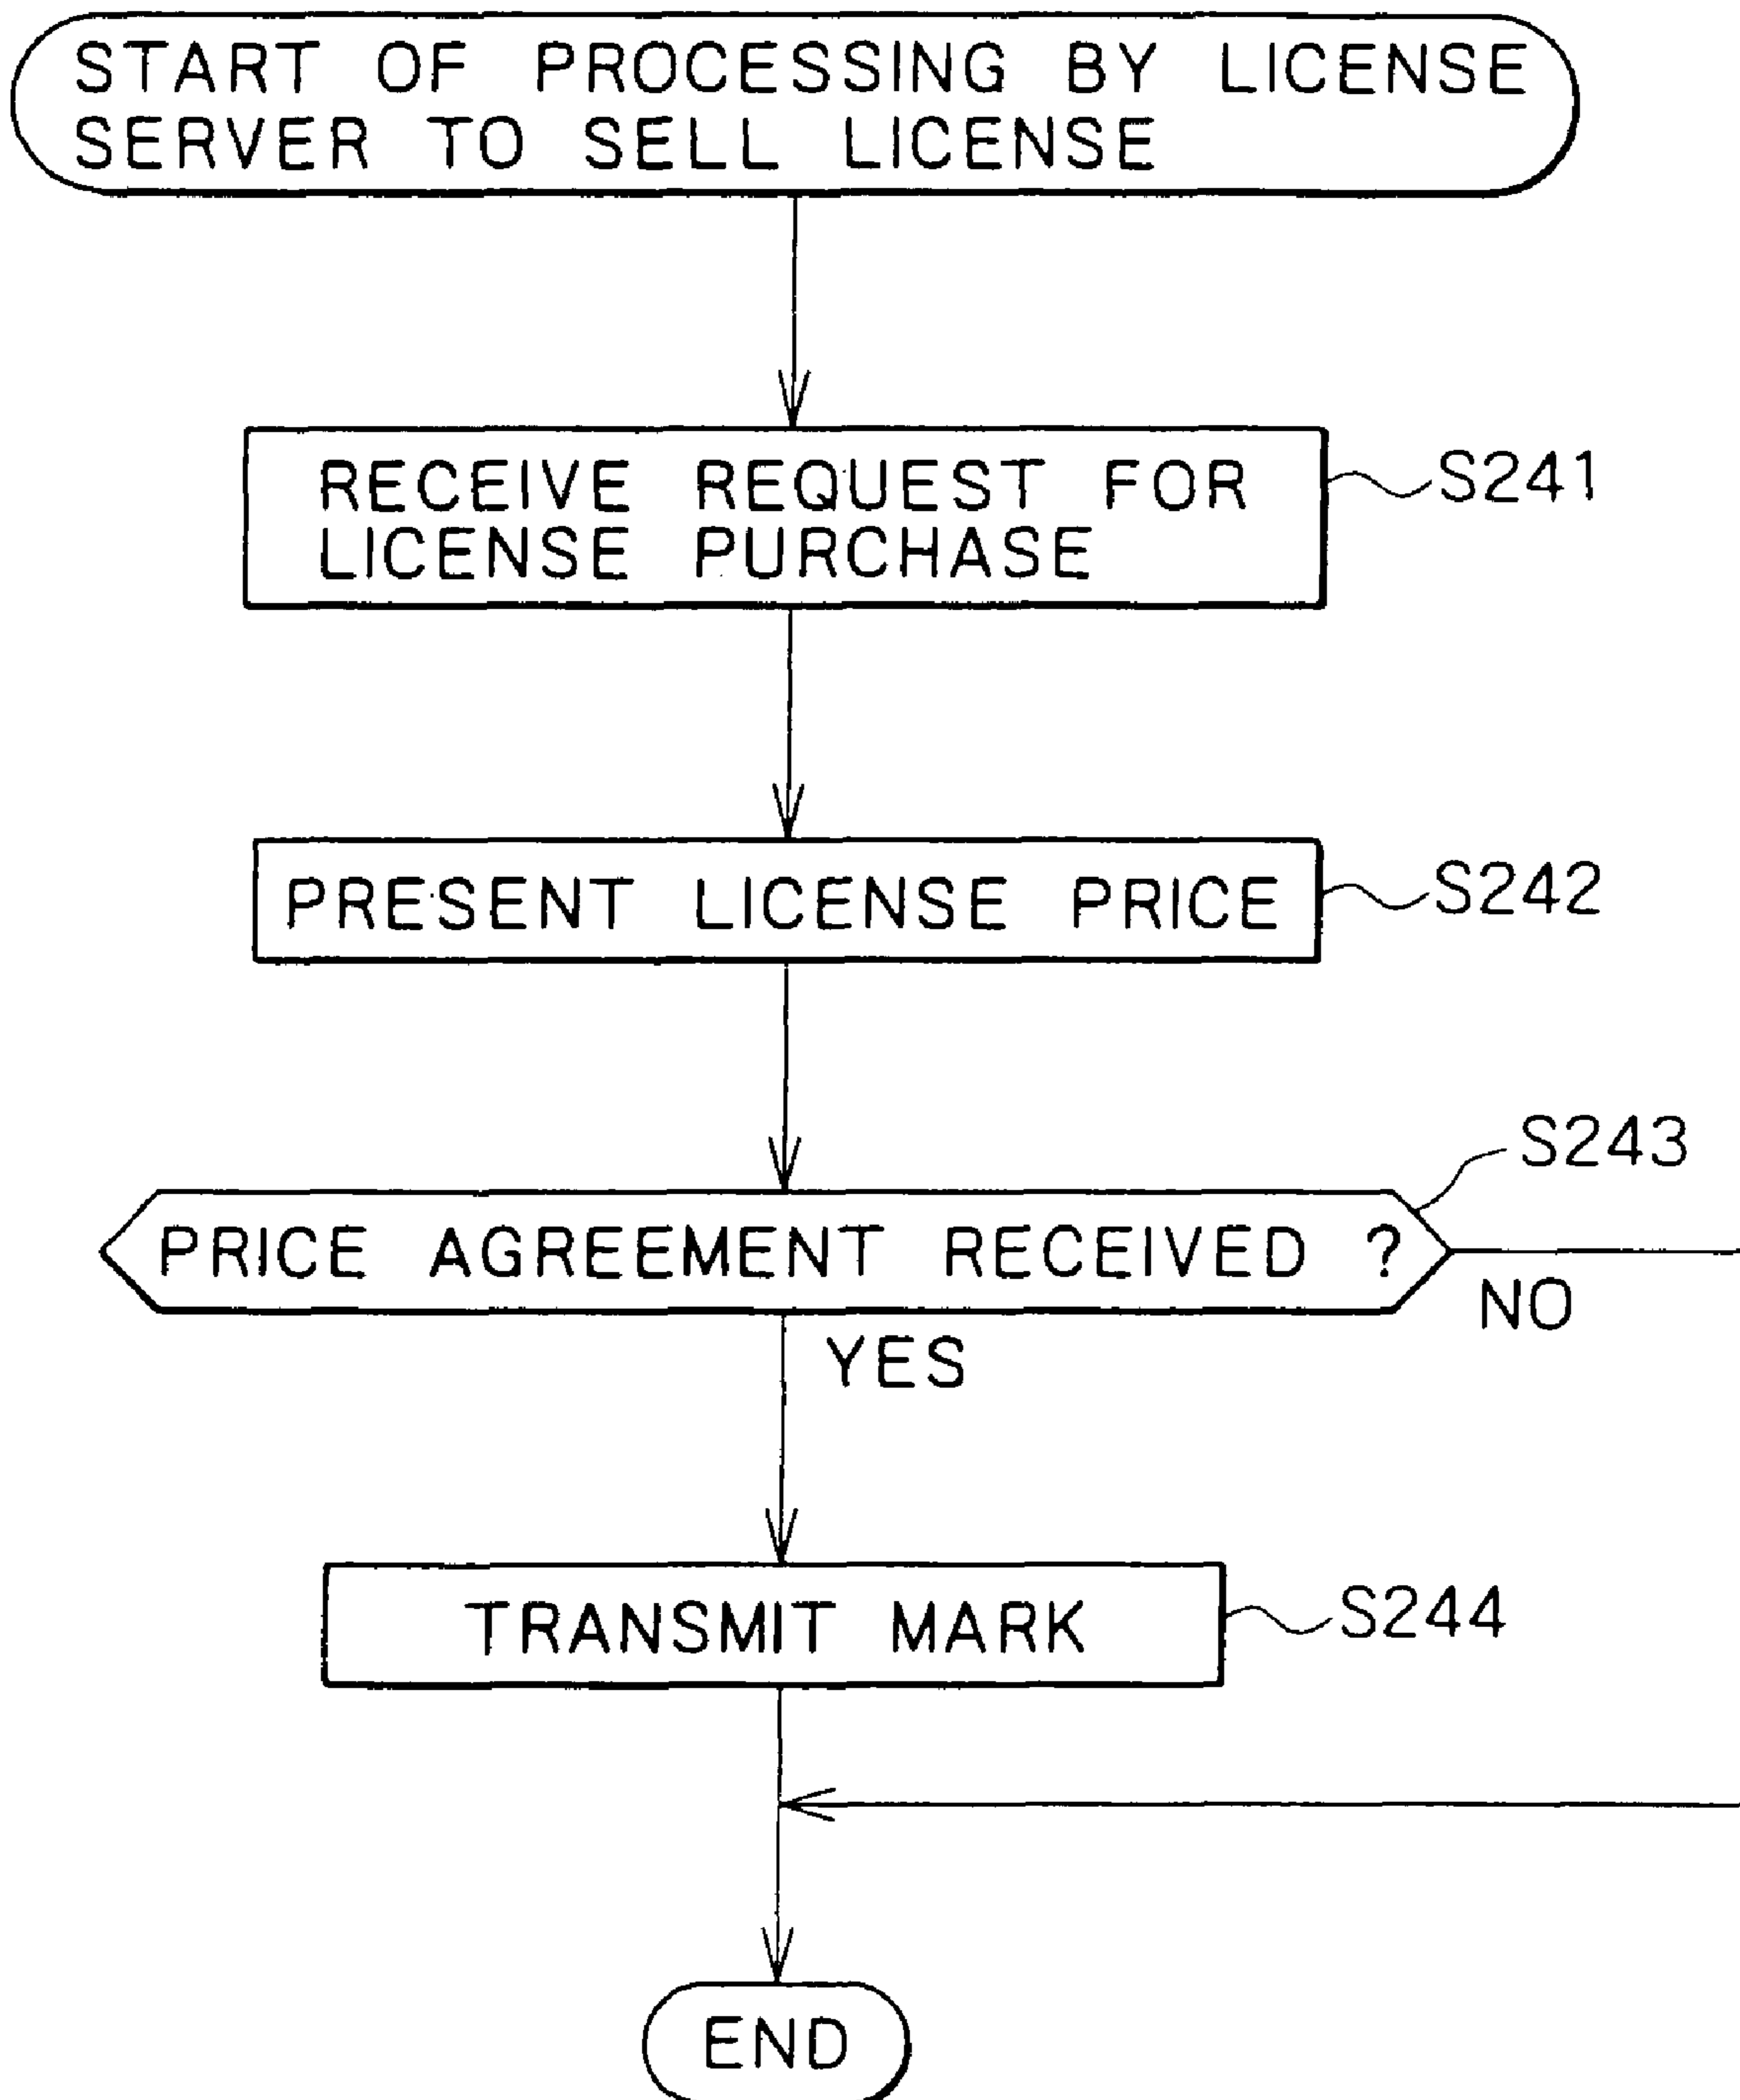 START OF PROCESSING BY LICENSE
SERVER TO SELL LICENSE
RECEIVE REQUEST FOR
LICENSE PURCHASE
S241
PRESENT LICENSE PRICE
S242
S243
PRICE AGREEMENT RECEIVED ?
NO
YES
TRANSMIT MARK
S244
END